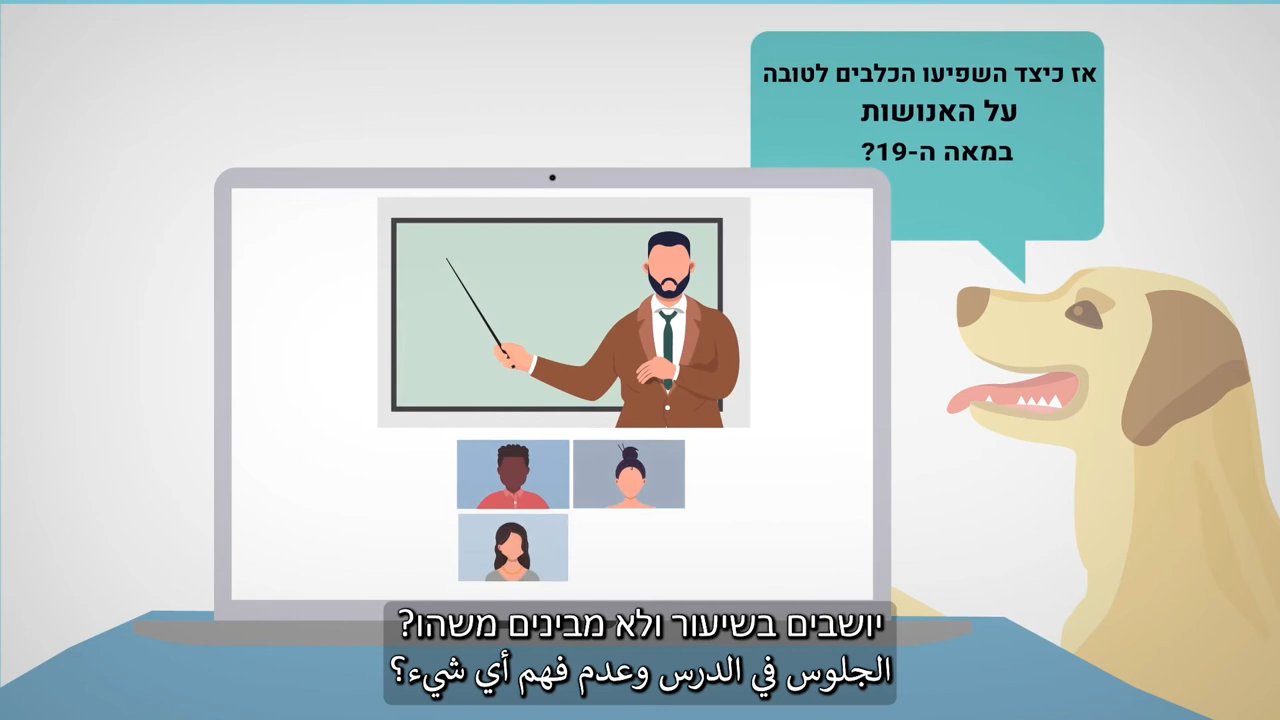 אז כיצד השפיעו הכלבים לטובה
על האנושות
במאה ה-19?
יושבים בשיעור ולא מבינים משהו?
الجلوس في الدرس وعدم فهم أي شيء؟